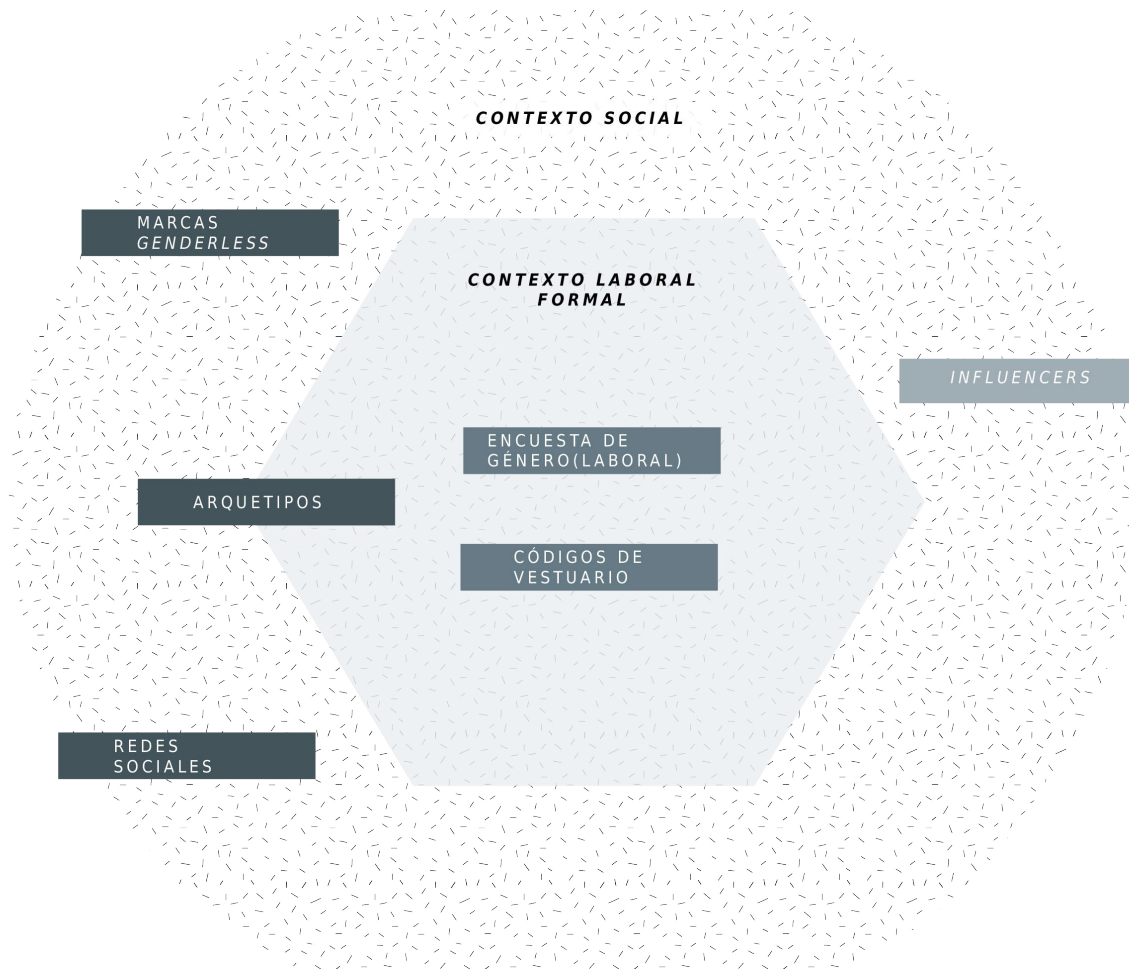 CONTEXTO SOCIAL
MARCAS
GENDERLESS
CONTEXTO LABORAL
FORMAL
INFLUENCERS
ENCUESTA DE
GÉNERO(LABORAL)
ARQUETIPOS
CÓDIGOS DE
VESTUARIO
REDES
SOCIALES